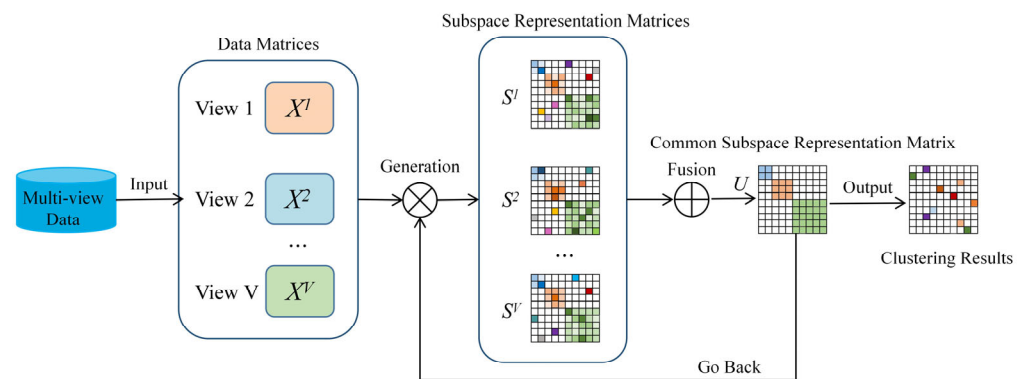 Subspace Representation Matrices
Data Matrices
View 1
X¹
S¹
Common Subspace Representation Matrix
Generation
Fusion
Multi-view
Data
Input
View 2
X²
S²
U
Output
...
...
Clustering Results
View V
Xⱽ
Sⱽ
Go Back